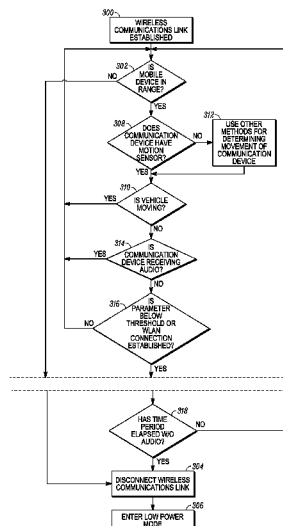 300
WIRELESS
COMMUNICATIONS LINK
ESTABLISHED
302
IS
MOBILE
DEVICE IN
RANGE?
NO
YES
308
DOES
COMMUNICATION
DEVICE HAVE
MOTION
SENSOR?
NO
YES
312
USE OTHER
METHODS FOR
DETERMINING
MOVEMENT OF
COMMUNICATION
DEVICE
310
IS VEHICLE
MOVING?
YES
NO
314
IS
COMMUNICATION
DEVICE RECEIVING
AUDIO?
YES
NO
316
IS
PARAMETER
BELOW
THRESHOLD OR
WLAN
CONNECTION
ESTABLISHED?
NO
YES
318
HAS TIME
PERIOD
ELAPSED W/O
AUDIO?
NO
YES
304
DISCONNECT WIRELESS
COMMUNICATIONS LINK
306
ENTER LOW POWER
MODE